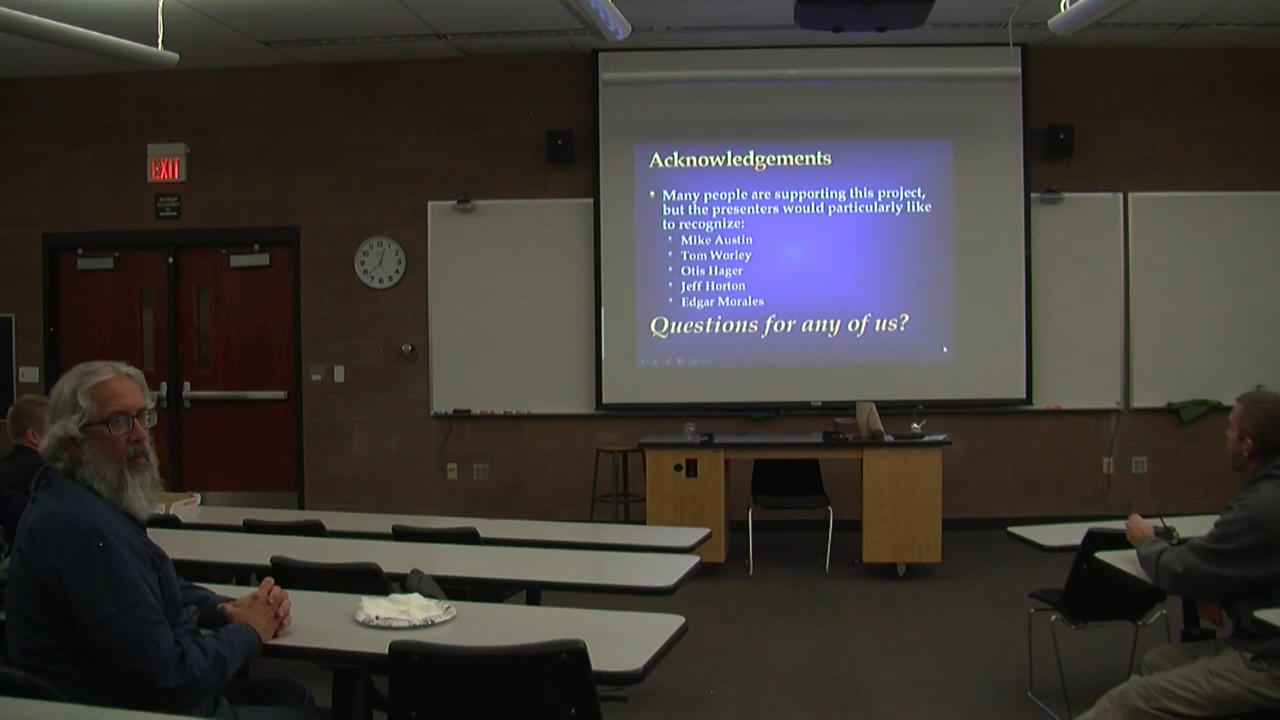 EXIT
Acknowledgements
Many people are supporting this project,
but the presenters would particularly like
to recognize:
Mike Austin
Tom Worley
Otis Hager
Jeff Horton
Edgar Morales
Questions for any of us?